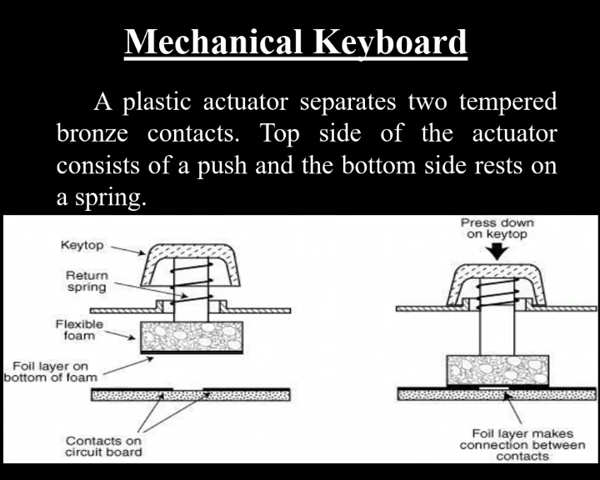 Mechanical Keyboard
A plastic actuator separates two tempered
bronze contacts. Top side of the actuator
consists of a push and the bottom side rests on
a spring.
Keytop
Return
spring
Flexible
foam
Foil layer on
bottom of foam
Contacts on
circuit board
Press down
on keytop
Foil layer makes
connection between
contacts